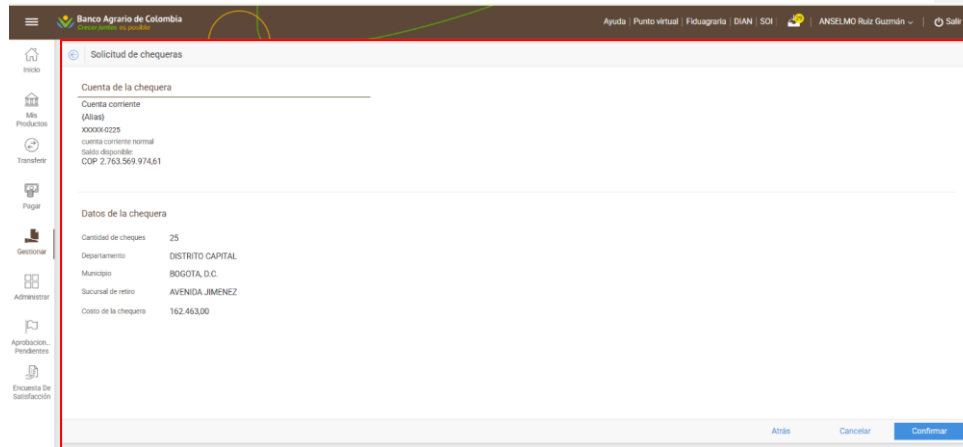 Banco Agrario de Colombia
Crecer juntos es posible
Ayuda | Punto virtual | Fiduagraria | DIAN | SOI | ANSELMO Ruiz Guzmán | Salir
Inicio
Mis
Productos
Transferir
Pagar
Gestionar
Administrar
Aprobacion...
Pendientes
Encuesta De
Satisfacción
Solicitud de chequeras
Cuenta de la chequera
Cuenta corriente
(Alias)
XXXXX-0225
cuenta corriente normal
Saldo disponible:
COP 2.763.569.974,61
Datos de la chequera
Cantidad de cheques 25
Departamento DISTRITO CAPITAL
Municipio BOGOTA, D.C.
Sucursal de retiro AVENIDA JIMENEZ
Costo de la chequera 162.463,00
Atrás Cancelar Confirmar